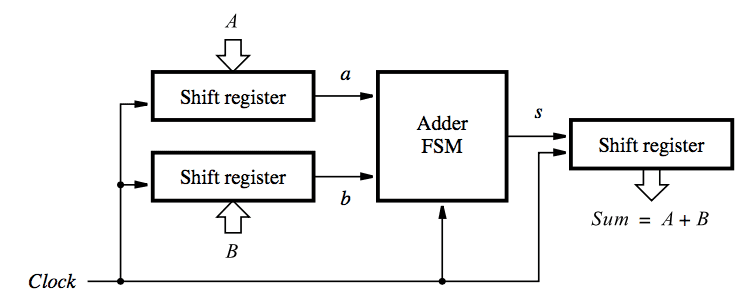 A
Shift register
a
Adder
FSM
s
Shift register
Shift register
b
Sum = A + B
B
Clock